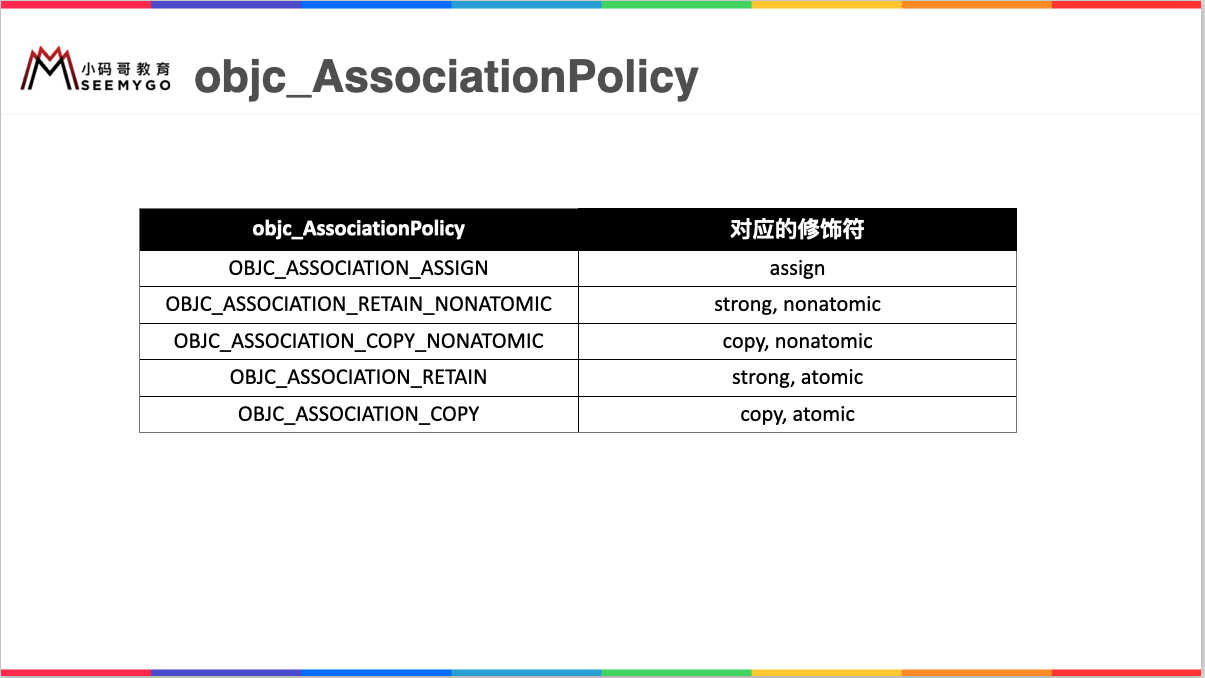 小码哥教育
SEEMYGO
objc_AssociationPolicy
objc_AssociationPolicy 对应的修饰符
OBJC_ASSOCIATION_ASSIGN assign
OBJC_ASSOCIATION_RETAIN_NONATOMIC strong, nonatomic
OBJC_ASSOCIATION_COPY_NONATOMIC copy, nonatomic
OBJC_ASSOCIATION_RETAIN strong, atomic
OBJC_ASSOCIATION_COPY copy, atomic